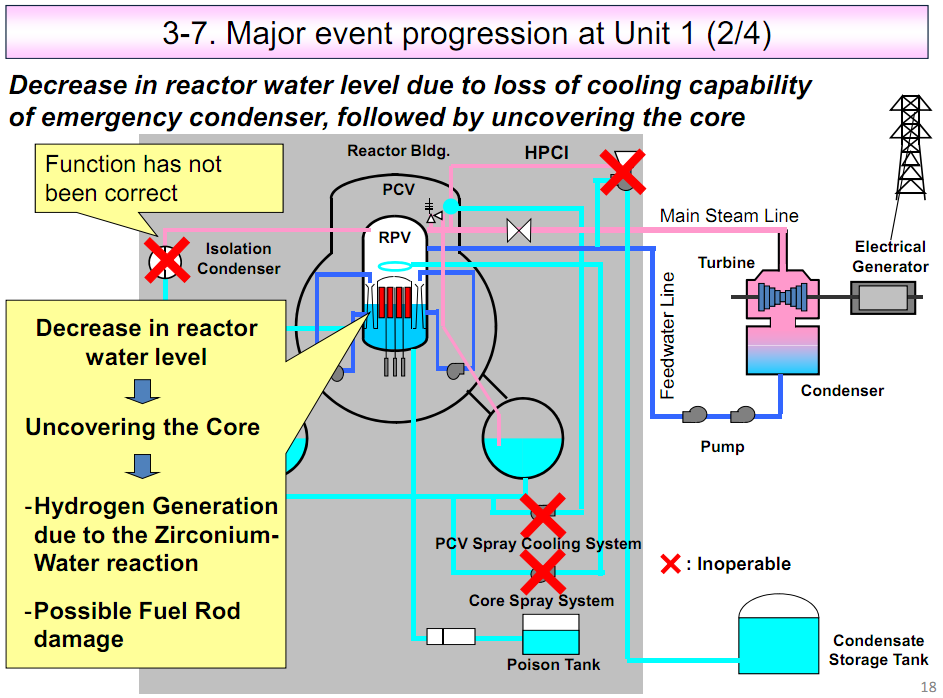 3-7. Major event progression at Unit 1 (2/4)
Decrease in reactor water level due to loss of cooling capability
of emergency condenser, followed by uncovering the core
Function has not
been correct
Reactor Bldg.
HPCI
PCV
RPV
Isolation
Condenser
Main Steam Line
Electrical
Generator
Turbine
Feedwater Line
Condenser
Pump
Decrease in reactor
water level
Uncovering the Core
-Hydrogen Generation
due to the Zirconium-
Water reaction
-Possible Fuel Rod
damage
PCV Spray Cooling System
Core Spray System
Poison Tank
: Inoperable
Condensate
Storage Tank
18